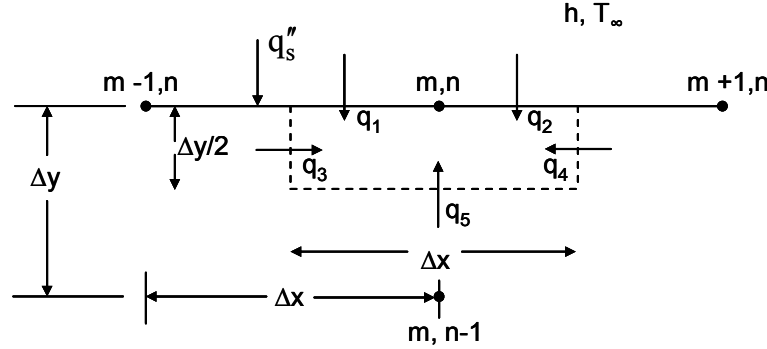 h, T∞
q″s
m -1,n
m,n
m +1,n
q1
q2
Δy/2
q3
q4
Δy
q5
Δx
Δx
m, n-1